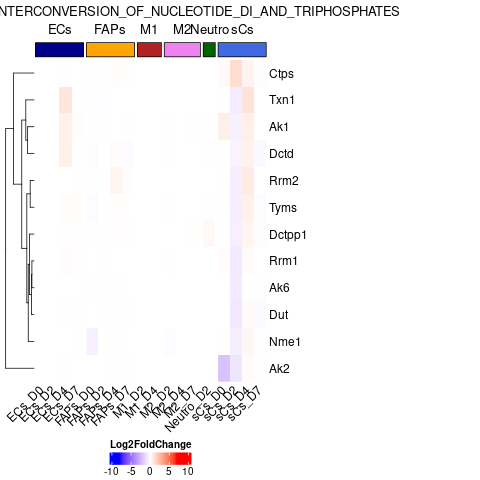 NTERCONVERSION_OF_NUCLEOTIDE_DI_AND_TRIPHOSPHATES
ECs FAPs M1 M2 Neutro sCs
Ctps
Txn1
Ak1
Dctd
Rrm2
Tyms
Dctpp1
Rrm1
Ak6
Dut
Nme1
Ak2
ECs_D0 ECs_D2 ECs_D4 ECs_D7 FAPs_D0 FAPs_D2 FAPs_D4 FAPs_D7 M1_D2 M1_D4 M2_D2 M2_D4 M2_D7 Neutro_D2 sCs_D0 sCs_D2 sCs_D4 sCs_D7
Log2FoldChange
-10 -5 0 5 10